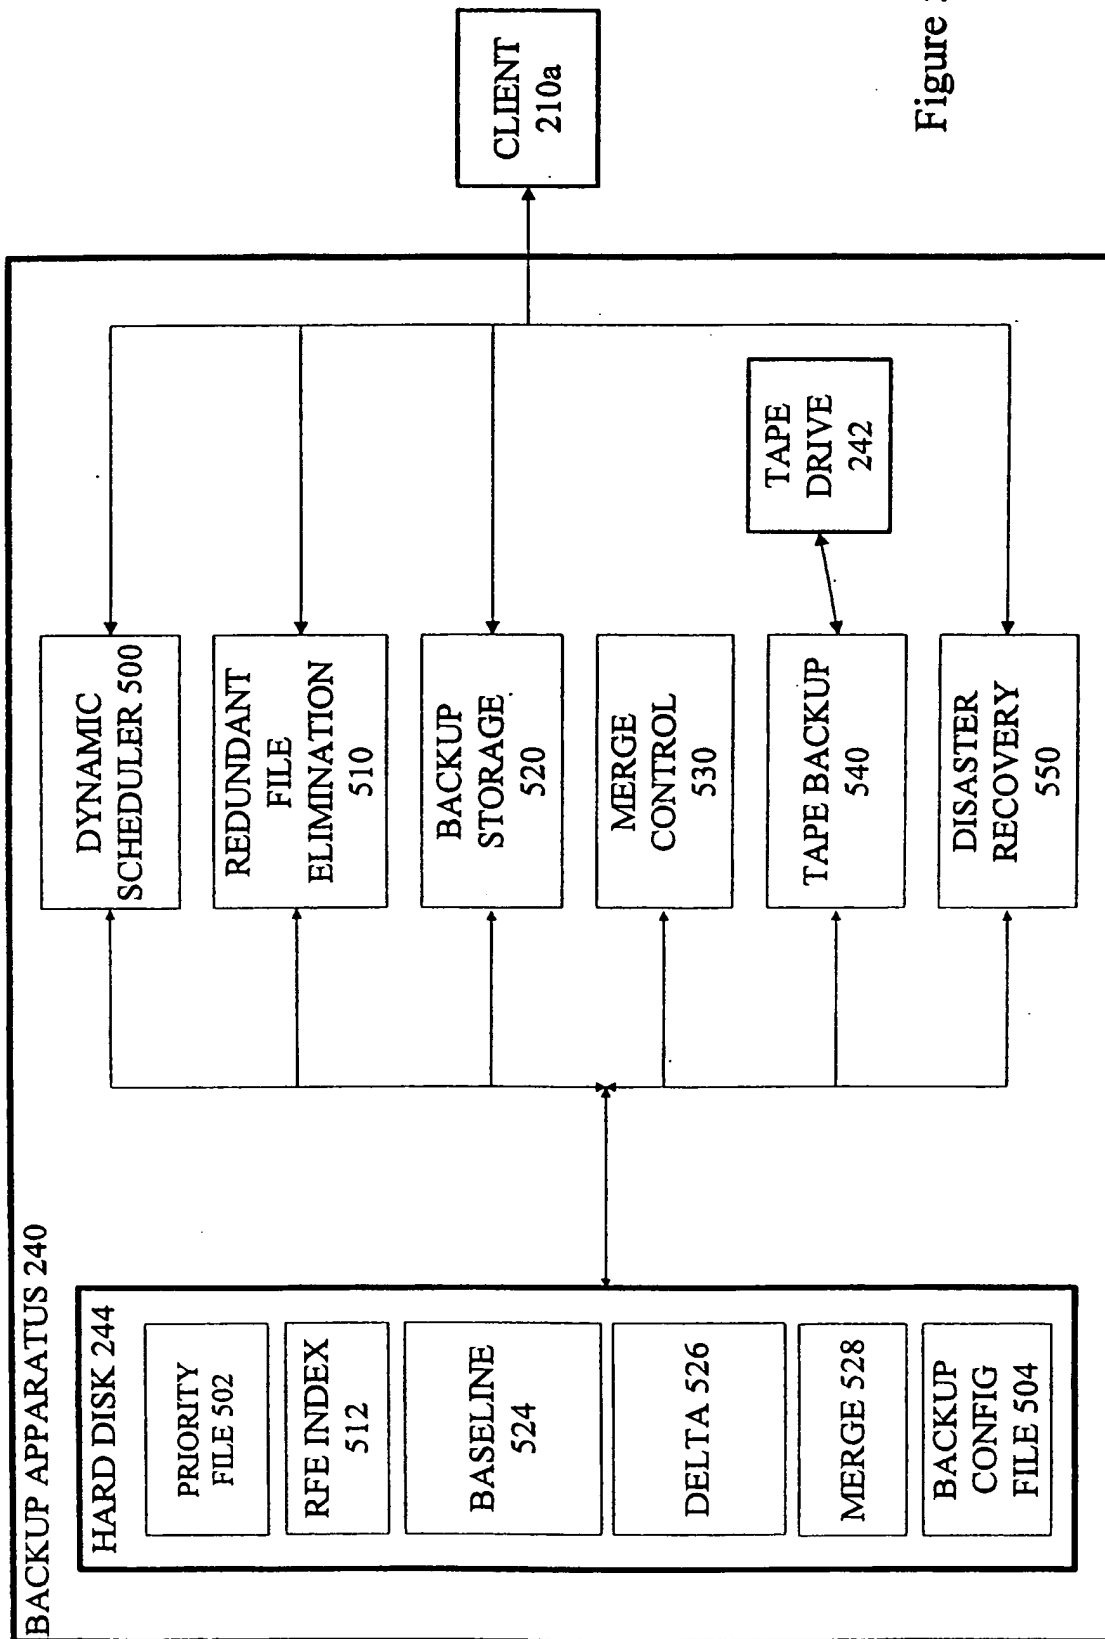 BACKUP APPARATUS 240
HARD DISK 244
PRIORITY
FILE 502
RFE INDEX
512
BASELINE
524
DELTA 526
MERGE 528
BACKUP
CONFIG
FILE 504
DYNAMIC
SCHEDULER 500
REDUNDANT
FILE
ELIMINATION
510
BACKUP
STORAGE
520
MERGE
CONTROL
530
TAPE BACKUP
540
DISASTER
RECOVERY
550
TAPE
DRIVE
242
CLIENT
210a
Figure